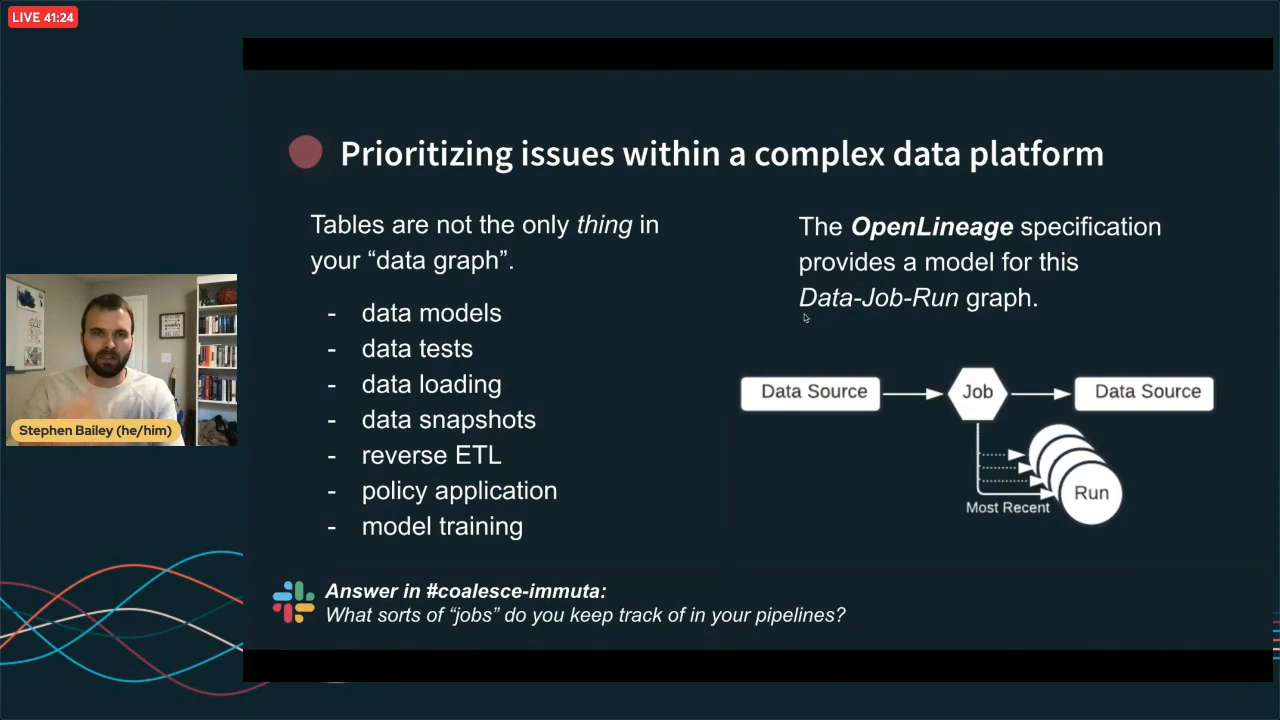 LIVE 41:24
Prioritizing issues within a complex data platform
Tables are not the only thing in
your “data graph”.
- data models
- data tests
- data loading
- data snapshots
- reverse ETL
- policy application
- model training
The OpenLineage specification
provides a model for this
Data-Job-Run graph.
Data Source
Job
Data Source
Run
Most Recent
Stephen Bailey (he/him)
Answer in #coalesce-immuta:
What sorts of “jobs” do you keep track of in your pipelines?